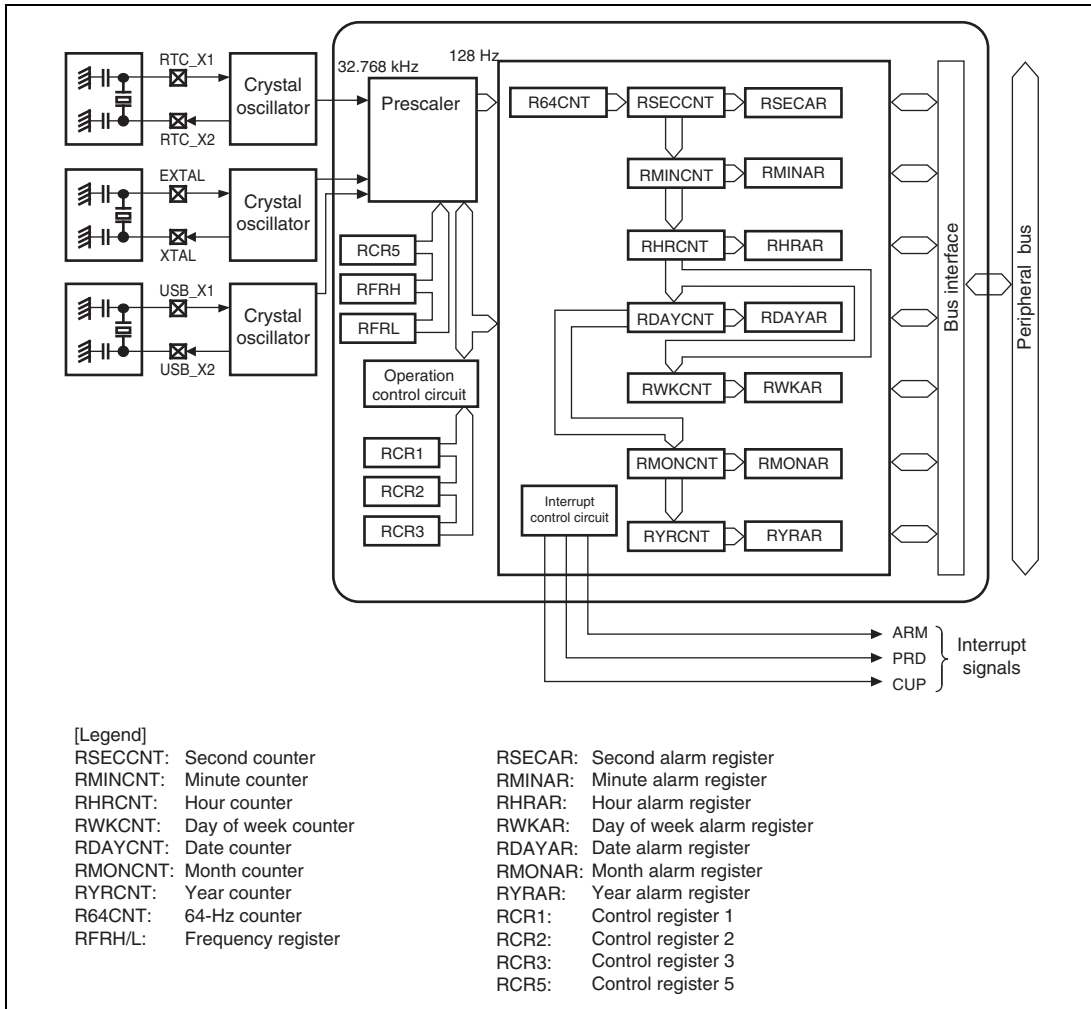 RTC_X1
RTC_X2
Crystal
oscillator
EXTAL
XTAL
Crystal
oscillator
USB_X1
USB_X2
Crystal
oscillator
32.768 kHz
128 Hz
Prescaler
RCR5
RFRH
RFRL
Operation
control circuit
RCR1
RCR2
RCR3
R64CNT
RSECCNT
RSECAR
RMINCNT
RMINAR
RHRCNT
RHRAR
RDAYCNT
RDAYAR
RWKCNT
RWKAR
RMONCNT
RMONAR
RYRCNT
RYRAR
Interrupt
control circuit
Bus interface
Peripheral bus
ARM
PRD
CUP
Interrupt
signals
[Legend]
RSECCNT: Second counter
RMINCNT: Minute counter
RHRCNT: Hour counter
RWKCNT: Day of week counter
RDAYCNT: Date counter
RMONCNT: Month counter
RYRCNT: Year counter
R64CNT: 64-Hz counter
RFRH/L: Frequency register
RSECAR: Second alarm register
RMINAR: Minute alarm register
RHRAR: Hour alarm register
RWKAR: Day of week alarm register
RDAYAR: Date alarm register
RMONAR: Month alarm register
RYRAR: Year alarm register
RCR1: Control register 1
RCR2: Control register 2
RCR3: Control register 3
RCR5: Control register 5